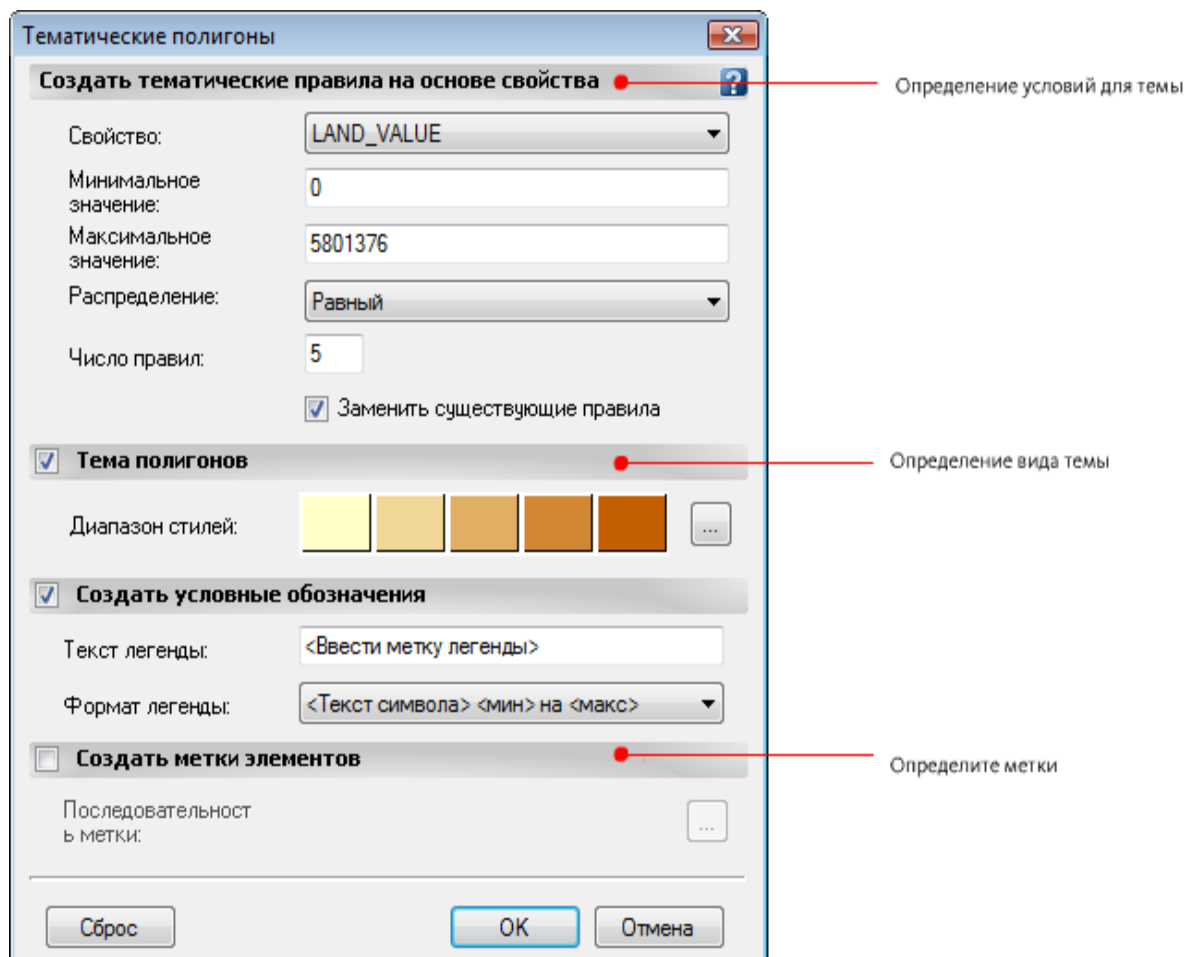 Тематические полигоны
Создать тематические правила на основе свойства
?
Определение условий для темы
Свойство:
LAND_VALUE
Минимальное
значение:
0
Максимальное
значение:
5801376
Распределение:
Равный
Число правил:
5
Заменить существующие правила
Тема полигонов
Определение вида темы
Диапазон стилей:
...
Создать условные обозначения
Текст легенды:
<Ввести метку легенды>
Формат легенды:
<Текст символа> <мин> на <макс>
Создать метки элементов
Определите метки
Последовательност
ь метки:
...
Сброс
OK
Отмена